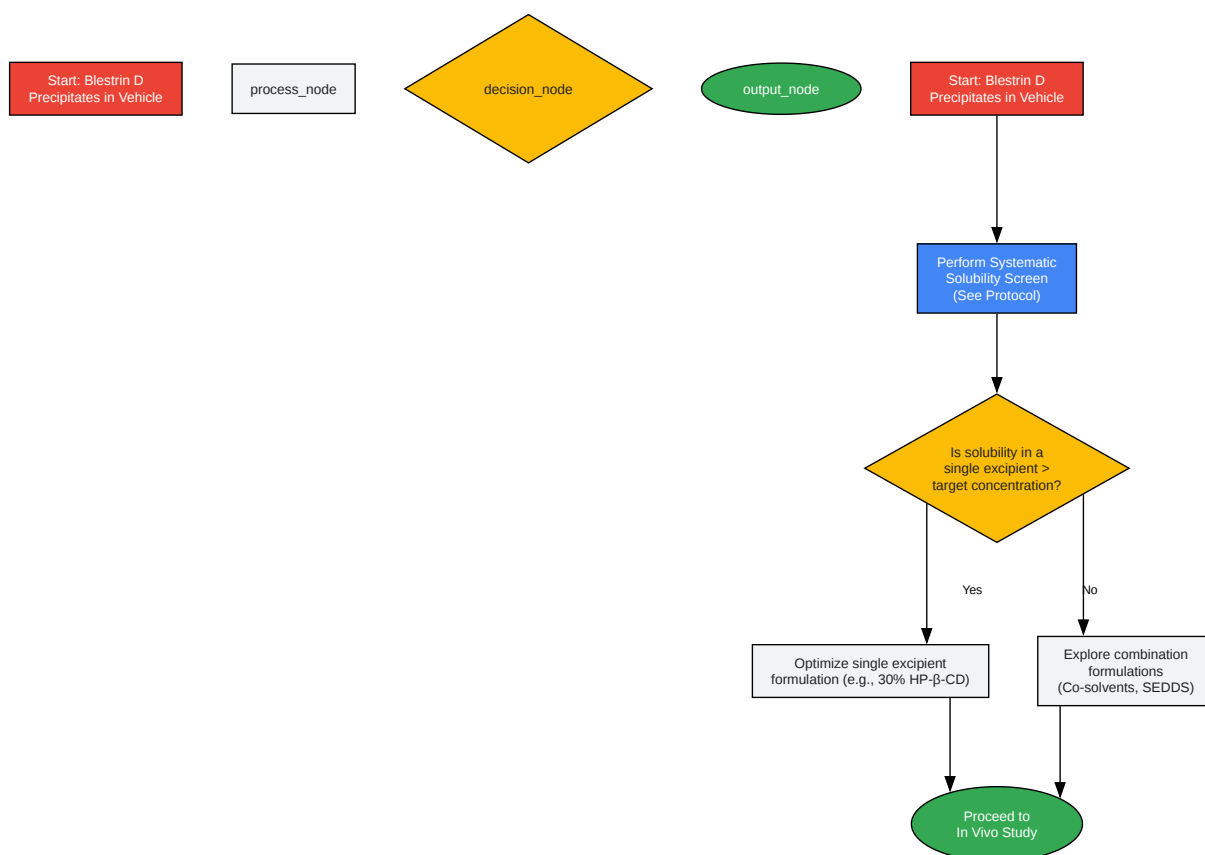 Start: Blestrin D
Precipitates in Vehicle
process_node
decision_node
output_node
Start: Blestrin D
Precipitates in Vehicle
Perform Systematic
Solubility Screen
(See Protocol)
Is solubility in a
single excipient >
target concentration?
Yes
No
Optimize single excipient
formulation (e.g., 30% HP-β-CD)
Explore combination
formulations
(Co-solvents, SEDDS)
Proceed to
In Vivo Study